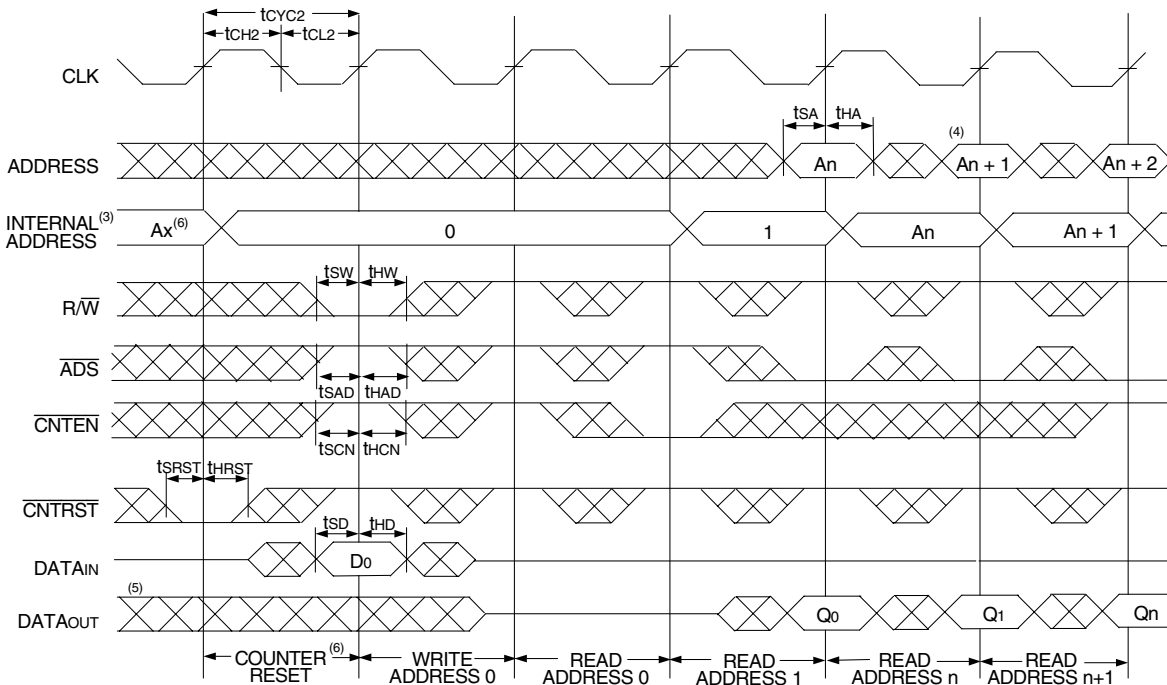 tCYC2
tCH2 tCL2
CLK
tSA tHA
(4)
ADDRESS An An + 1 An + 2
INTERNAL(3) ADDRESS Ax(6) 0 1 An An + 1
tSW tHW
R/W̅
A̅D̅S̅
tSAD tHAD
C̅N̅T̅E̅N̅
tSCN tHCN
tSRST tHRST
C̅N̅T̅R̅S̅T̅
tSD tHD
DATAIN D0
(5)
DATAOUT Q0 Q1 Qn
COUNTER(6) RESET
WRITE ADDRESS 0
READ ADDRESS 0
READ ADDRESS 1
READ ADDRESS n
READ ADDRESS n+1